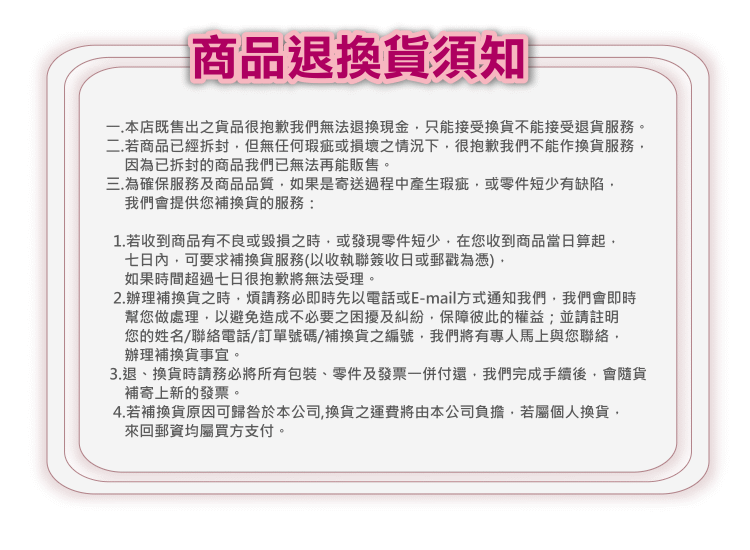 商品退換貨須知
一.本店既售出之貨品很抱歉我們無法退換現金，只能接受換貨不能接受退貨服務。
二.若商品已經拆封，但無任何瑕疵或損壞之情況下，很抱歉我們不能作換貨服務，
因為已拆封的商品我們已無法再能販售。
三.為確保服務及商品品質，如果是寄送過程中產生瑕疵，或零件短少有缺陷，
我們會提供您補換貨的服務：
1.若收到商品有不良或毀損之時，或發現零件短少，在您收到商品當日算起，
七日內，可要求補換貨服務(以收執聯簽收日或郵戳為憑)，
如果時間超過七日很抱歉將無法受理。
2.辦理補換貨之時，煩請務必即時先以電話或E-mail方式通知我們，我們會即時
幫您做處理，以避免造成不必要之困擾及糾紛，保障彼此的權益；並請註明
您的姓名/聯絡電話/訂單號碼/補換貨之編號，我們將有專人馬上與您聯絡，
辦理補換貨事宜。
3.退、換貨時請務必將所有包裝、零件及發票一併付還，我們完成手續後，會隨貨
補寄上新的發票。
4.若補換貨原因可歸咎於本公司,換貨之運費將由本公司負擔，若屬個人換貨，
來回郵資均屬買方支付。